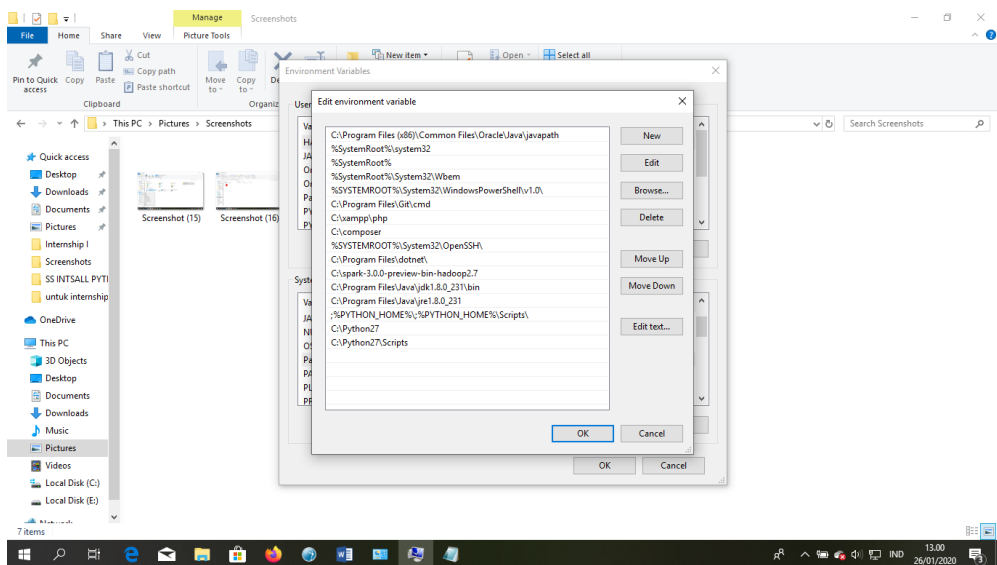 Manage
Screenshots
File
Home
Share
View
Picture Tools
Pin to Quick access
Copy
Paste
Cut
Copy path
Paste shortcut
Move to
Copy to
New item
Open
Select all
Clipboard
Organiz
This PC > Pictures > Screenshots
Search Screenshots
Quick access
Desktop
Downloads
Documents
Pictures
Internship I
Screenshots
SS INTSALL PYTI
untuk internship
OneDrive
This PC
3D Objects
Desktop
Documents
Downloads
Music
Pictures
Videos
Local Disk (C:)
Local Disk (E:)
Network
7 items
Screenshot (15)
Screenshot (16)
Environment Variables
User
Syst
OK
Cancel
Edit environment variable
C:\Program Files (x86)\Common Files\Oracle\Java\javapath
%SystemRoot%\system32
%SystemRoot%
%SystemRoot%\System32\Wbem
%SYSTEMROOT%\System32\WindowsPowerShell\v1.0\
C:\Program Files\Git\cmd
C:\xampp\php
C:\composer
%SYSTEMROOT%\System32\OpenSSH\
C:\Program Files\dotnet\
C:\spark-3.0.0-preview-bin-hadoop2.7
C:\Program Files\Java\jdk1.8.0_231\bin
C:\Program Files\Java\jre1.8.0_231
;%PYTHON_HOME%\;%PYTHON_HOME%\Scripts\
C:\Python27
C:\Python27\Scripts
New
Edit
Browse...
Delete
Move Up
Move Down
Edit text...
OK
Cancel
IND
13.00
26/01/2020